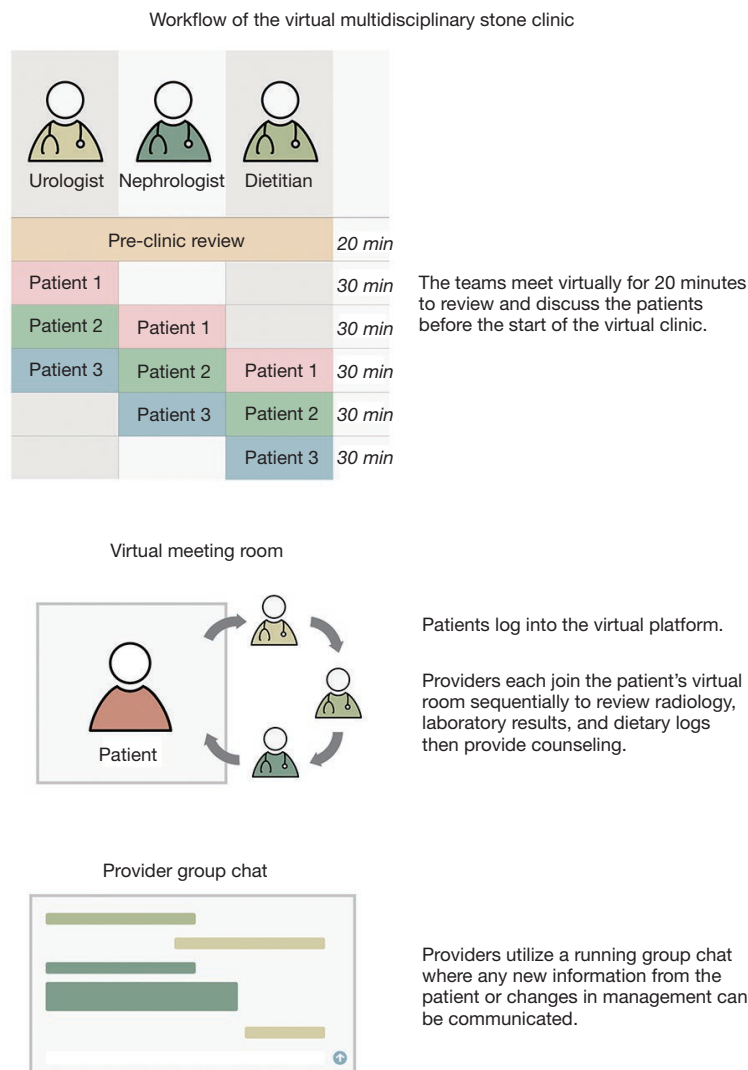 Workflow of the virtual multidisciplinary stone clinic
Urologist Nephrologist Dietitian
Pre-clinic review 20 min
Patient 1 30 min
Patient 2 Patient 1 30 min
Patient 3 Patient 2 Patient 1 30 min
Patient 3 Patient 2 30 min
Patient 3 30 min
The teams meet virtually for 20 minutes
to review and discuss the patients
before the start of the virtual clinic.
Virtual meeting room
Patient
Patients log into the virtual platform.
Providers each join the patient’s virtual
room sequentially to review radiology,
laboratory results, and dietary logs
then provide counseling.
Provider group chat
Providers utilize a running group chat
where any new information from the
patient or changes in management can
be communicated.